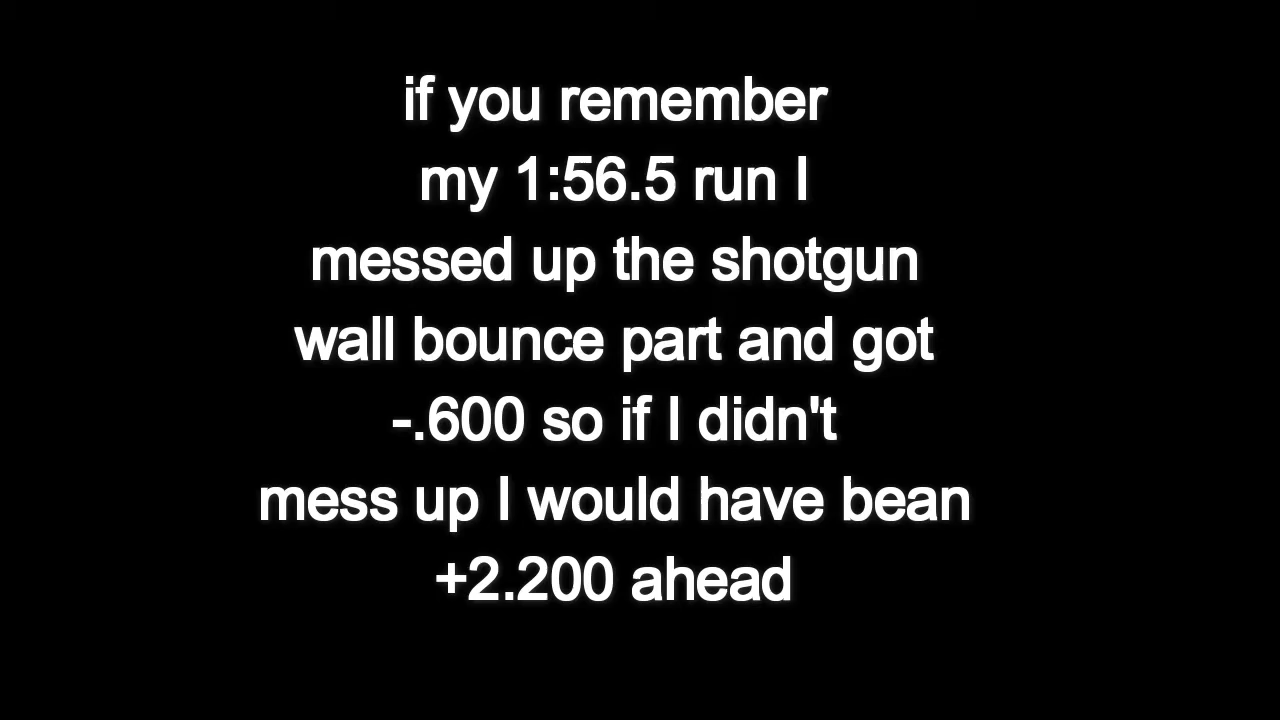 if you remember
my 1:56.5 run I
messed up the shotgun
wall bounce part and got
-.600 so if I didn't
mess up I would have bean
+2.200 ahead